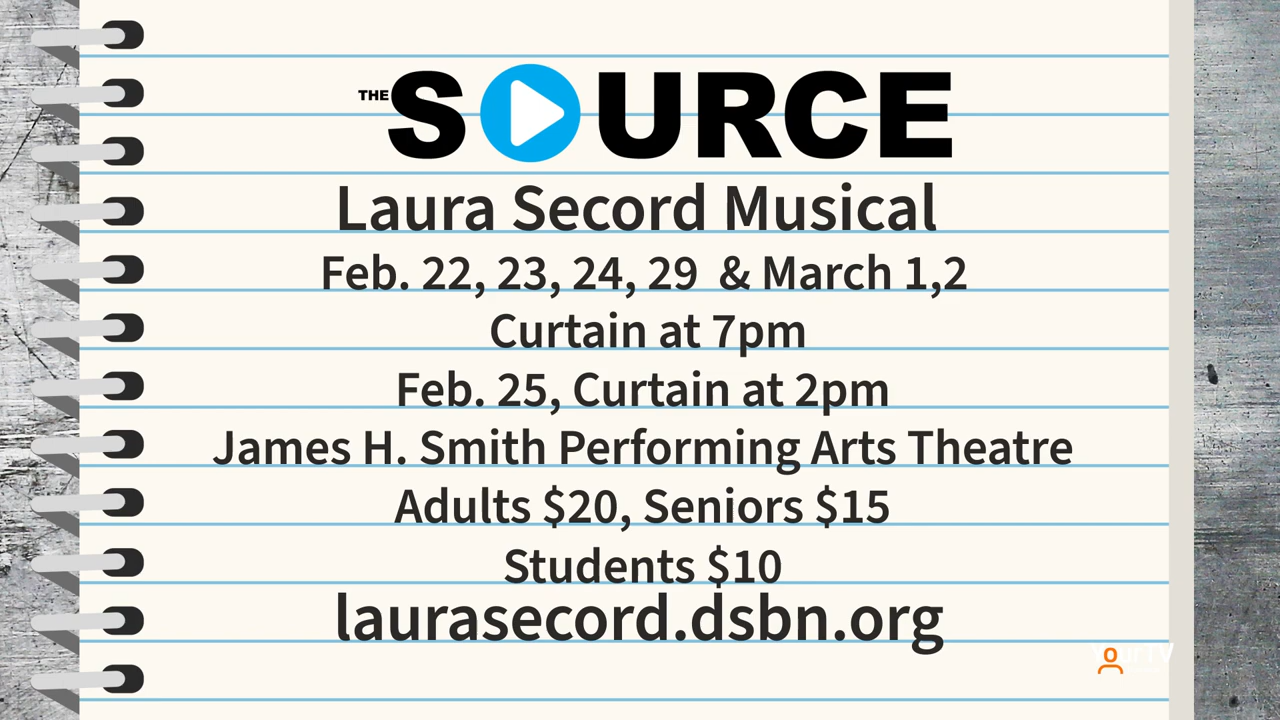 THE SOURCE
Laura Secord Musical
Feb. 22, 23, 24, 29 & March 1,2
Curtain at 7pm
Feb. 25, Curtain at 2pm
James H. Smith Performing Arts Theatre
Adults $20, Seniors $15
Students $10
laurasecord.dsbn.org
yourTV